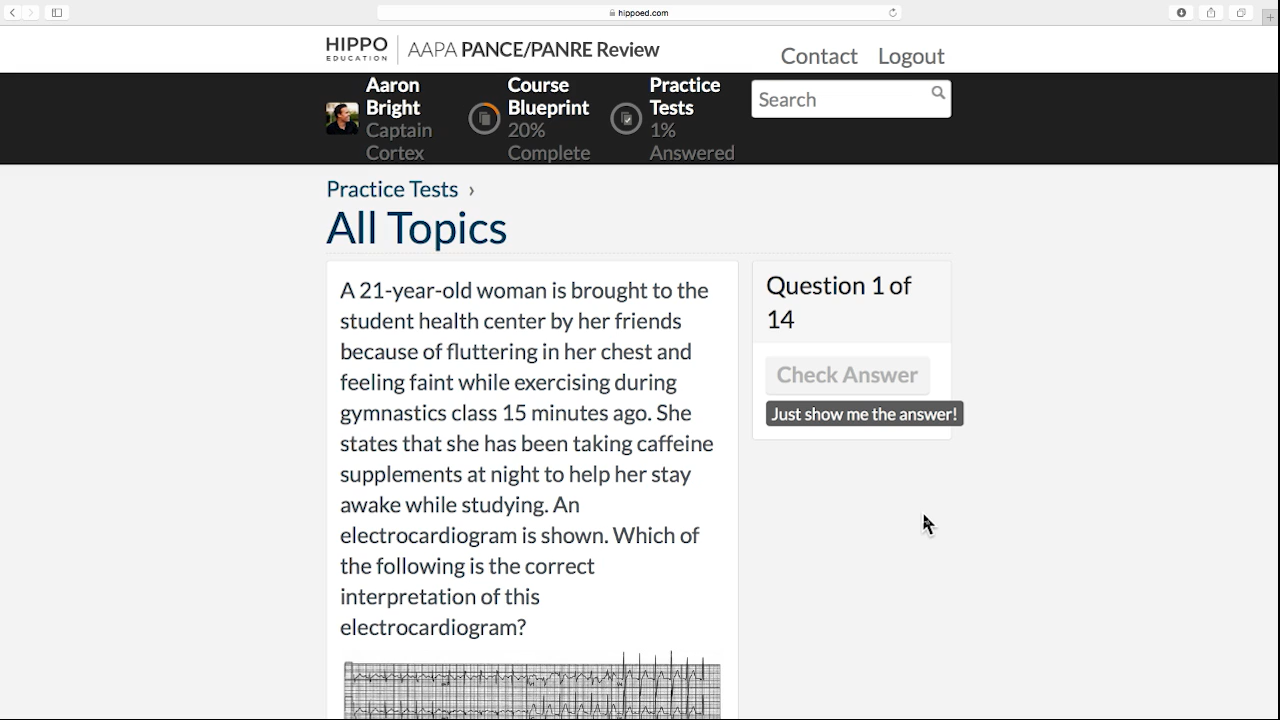 hippoed.com
HIPPO
EDUCATION
AAPA PANCE/PANRE Review
Contact Logout
Aaron
Bright
Captain
Cortex
Course
Blueprint
20%
Complete
Practice
Tests
1%
Answered
Search
Practice Tests ›
All Topics
A 21-year-old woman is brought to the
student health center by her friends
because of fluttering in her chest and
feeling faint while exercising during
gymnastics class 15 minutes ago. She
states that she has been taking caffeine
supplements at night to help her stay
awake while studying. An
electrocardiogram is shown. Which of
the following is the correct
interpretation of this
electrocardiogram?
Question 1 of
14
Check Answer
Just show me the answer!